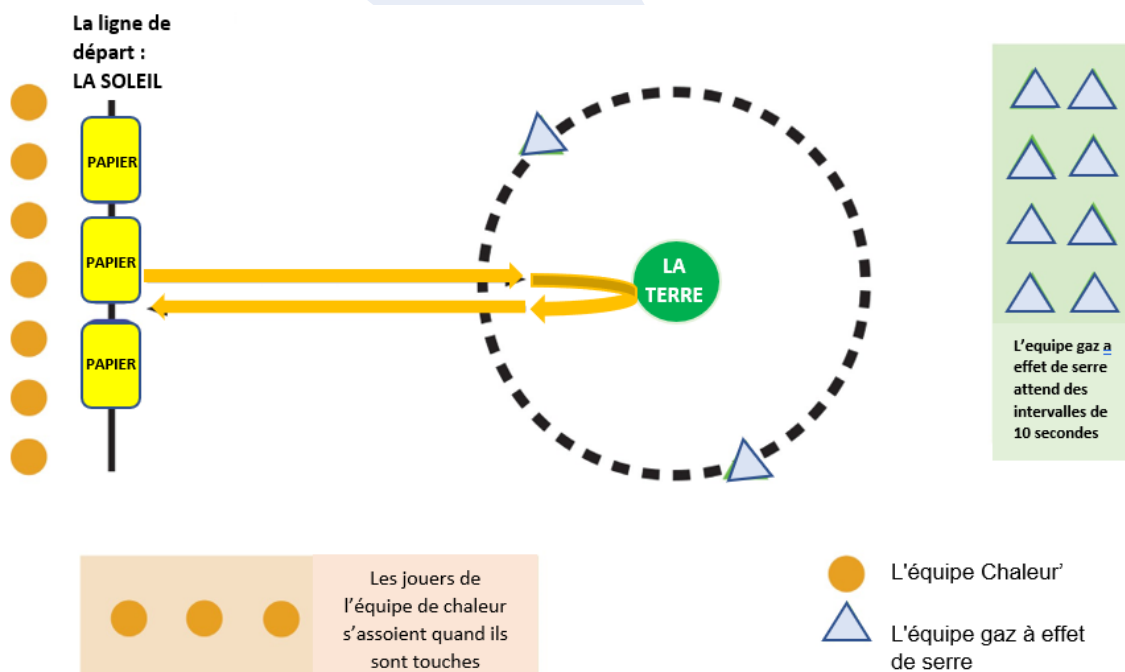 La ligne de
départ :
LA SOLEIL
PAPIER
PAPIER
PAPIER
LA
TERRE
L'equipe gaz a
effet de serre
attend des
intervalles de
10 secondes
Les jouers de
l'équipe de chaleur
s'assoient quand ils
sont touches
L'équipe Chaleur'
L'équipe gaz à effet
de serre